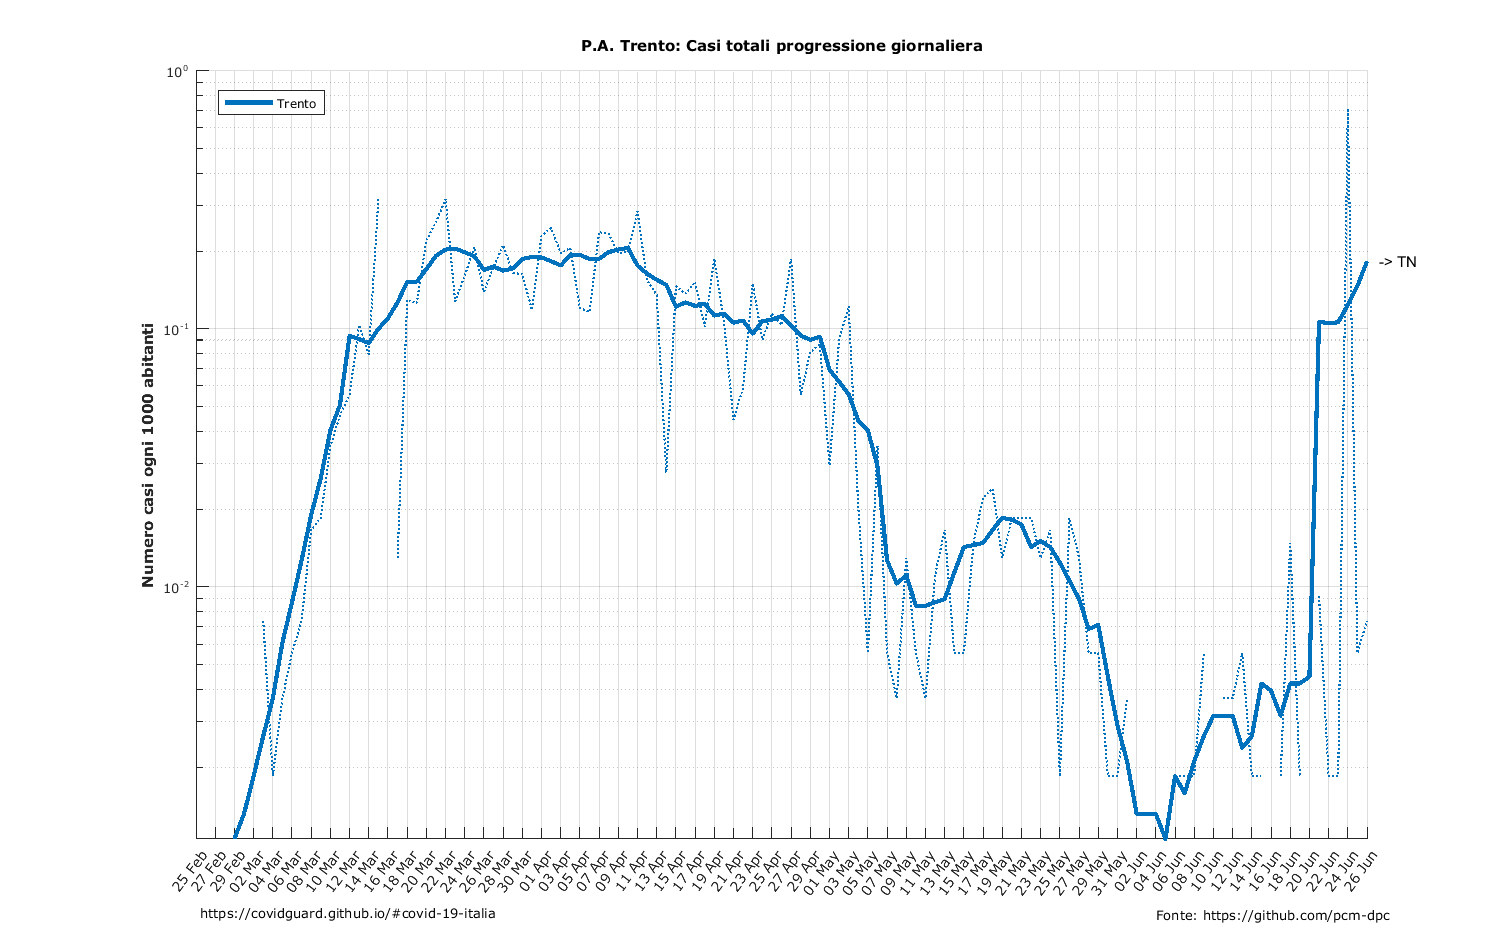 P.A. Trento: Casi totali progressione giornaliera
10⁰
Trento
-> TN
10⁻¹
10⁻²
Numero casi ogni 1000 abitanti
25 Feb
27 Feb
29 Feb
02 Mar
04 Mar
06 Mar
08 Mar
10 Mar
12 Mar
14 Mar
16 Mar
18 Mar
20 Mar
22 Mar
24 Mar
26 Mar
28 Mar
30 Mar
01 Apr
03 Apr
05 Apr
07 Apr
09 Apr
11 Apr
13 Apr
15 Apr
17 Apr
19 Apr
21 Apr
23 Apr
25 Apr
27 Apr
29 Apr
01 May
03 May
05 May
07 May
09 May
11 May
13 May
15 May
17 May
19 May
21 May
23 May
25 May
27 May
29 May
31 May
02 Jun
04 Jun
06 Jun
08 Jun
10 Jun
12 Jun
14 Jun
16 Jun
18 Jun
20 Jun
22 Jun
24 Jun
26 Jun
https://covidguard.github.io/#covid-19-italia
Fonte: https://github.com/pcm-dpc